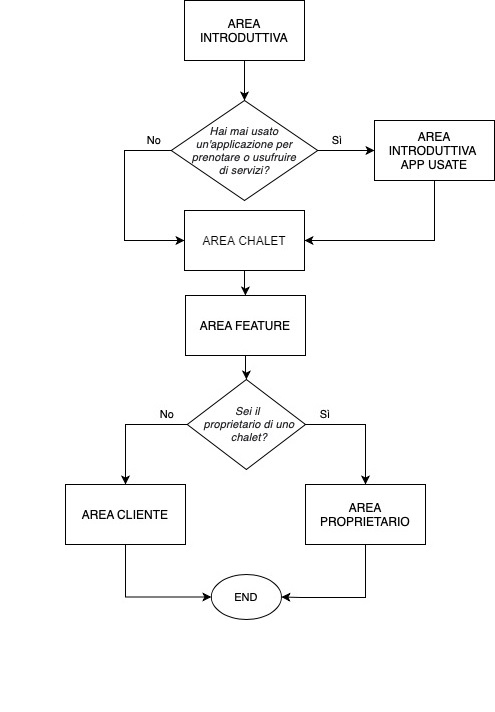 AREA
INTRODUTTIVA
Hai mai usato
un'applicazione per
prenotare o usufruire
di servizi?
No
Sì
AREA
INTRODUTTIVA
APP USATE
AREA CHALET
AREA FEATURE
Sei il
proprietario di uno
chalet?
No
Sì
AREA CLIENTE
AREA
PROPRIETARIO
END